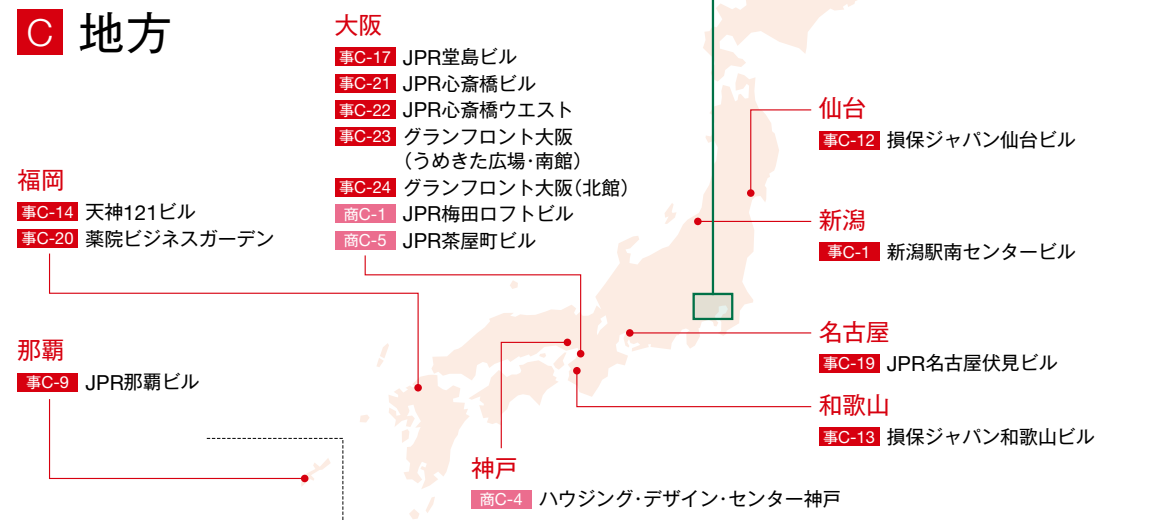 C 地方
大阪
事C-17 JPR堂島ビル
事C-21 JPR心斎橋ビル
事C-22 JPR心斎橋ウエスト
事C-23 グランフロント大阪
（うめきた広場・南館）
事C-24 グランフロント大阪（北館）
商C-1 JPR梅田ロフトビル
商C-5 JPR茶屋町ビル
福岡
事C-14 天神121ビル
事C-20 薬院ビジネスガーデン
那覇
事C-9 JPR那覇ビル
神戸
商C-4 ハウジング・デザイン・センター神戸
仙台
事C-12 損保ジャパン仙台ビル
新潟
事C-1 新潟駅南センタービル
名古屋
事C-19 JPR名古屋伏見ビル
和歌山
事C-13 損保ジャパン和歌山ビル